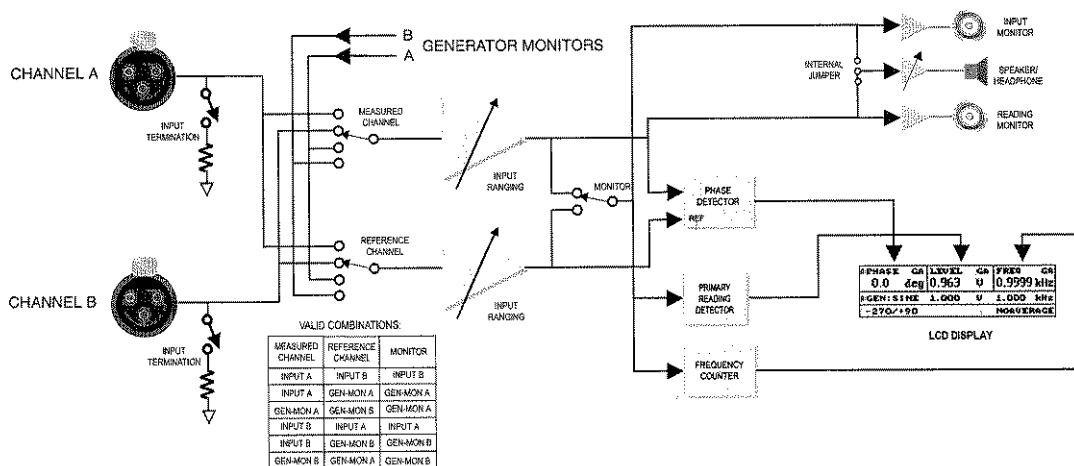 B
A
GENERATOR MONITORS
CHANNEL A
INPUT
TERMINATION
MEASURED
CHANNEL
INPUT
RANGING
INTERNAL
JUMPER
INPUT
MONITOR
SPEAKER/
HEADPHONE
READING
MONITOR
MONITOR
PHASE
DETECTOR
REF
REFERENCE
CHANNEL
INPUT
RANGING
CHANNEL B
INPUT
TERMINATION
PRIMARY
READING
DETECTOR
FREQUENCY
COUNTER
PHASE GA LEVEL GA FREQ GA
0.0 deg 0.963 V 0.9999 kHz
GEN:SINE 1.000 V 1.000 kHz
-270/+90 NOAVERAGE
LCD DISPLAY
VALID COMBINATIONS:
MEASURED CHANNEL REFERENCE CHANNEL MONITOR
INPUT A INPUT B INPUT B
INPUT A GEN-MON A GEN-MON A
GEN-MON A GEN-MON B GEN-MON A
INPUT B INPUT A INPUT A
INPUT B GEN-MON B GEN-MON B
GEN-MON B GEN-MON A GEN-MON B